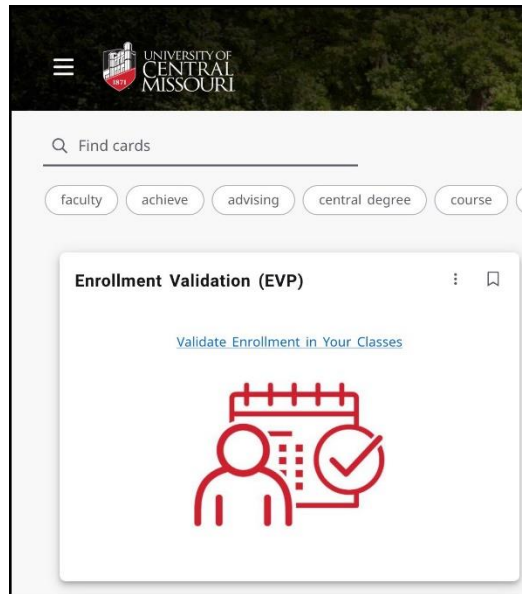 UNIVERSITY OF
CENTRAL
MISSOURI
1871
Find cards
faculty achieve advising central degree course
Enrollment Validation (EVP)
Validate Enrollment in Your Classes